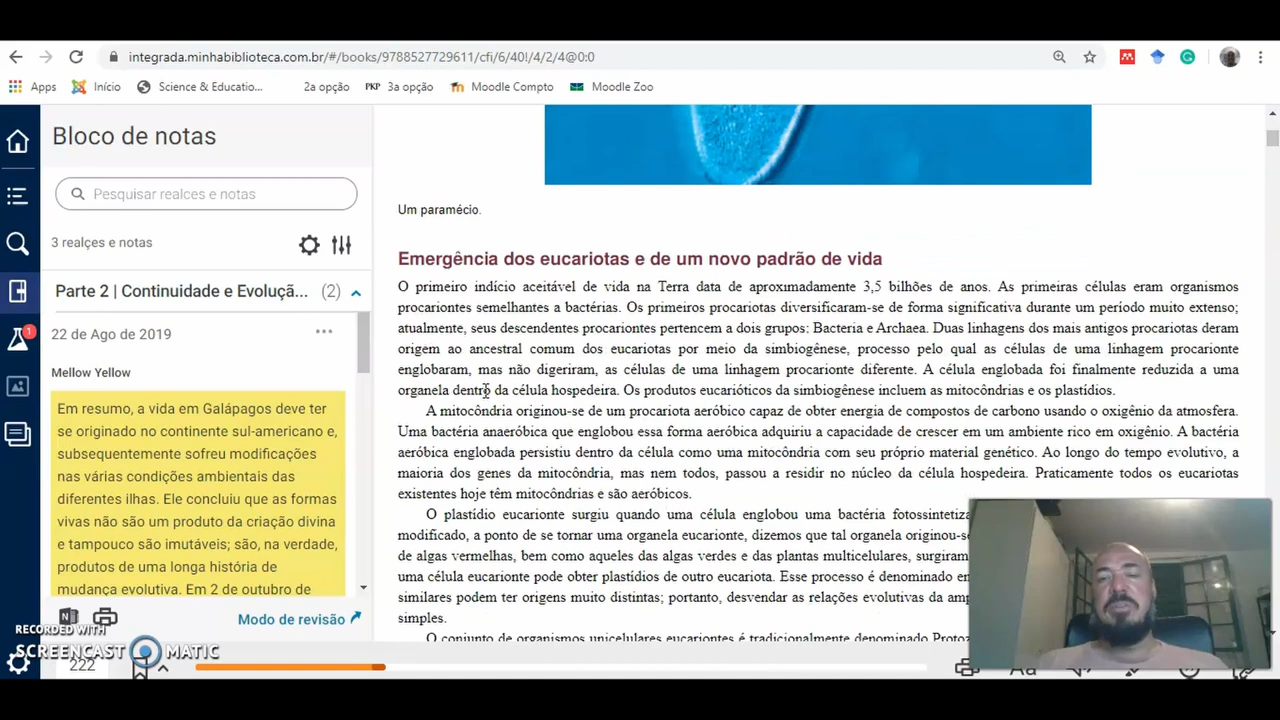 integrada.minhabiblioteca.com.br/#/books/9788527729611/cfi/6/40!/4/2/4@0:0
Apps Início Science & Educatio... 2a opção PKP 3a opção Moodle Compto Moodle Zoo
Bloco de notas
Pesquisar realces e notas
3 realçes e notas
Parte 2 | Continuidade e Evoluçã... (2)
1
22 de Ago de 2019
Mellow Yellow
Em resumo, a vida em Galápagos deve ter
se originado no continente sul-americano e,
subsequentemente sofreu modificações
nas várias condições ambientais das
diferentes ilhas. Ele concluiu que as formas
vivas não são um produto da criação divina
e tampouco são imutáveis; são, na verdade,
produtos de uma longa história de
mudança evolutiva. Em 2 de outubro de
Modo de revisão
RECORDED WITH
SCREENCAST MATIC
222
Um paramécio.
Emergência dos eucariotas e de um novo padrão de vida
O primeiro indício aceitável de vida na Terra data de aproximadamente 3,5 bilhões de anos. As primeiras células eram organismos
procariontes semelhantes a bactérias. Os primeiros procariotas diversificaram-se de forma significativa durante um período muito extenso;
atualmente, seus descendentes procariontes pertencem a dois grupos: Bacteria e Archaea. Duas linhagens dos mais antigos procariotas deram
origem ao ancestral comum dos eucariotas por meio da simbiogênese, processo pelo qual as células de uma linhagem procarionte
englobaram, mas não digeriram, as células de uma linhagem procarionte diferente. A célula englobada foi finalmente reduzida a uma
organela dentro da célula hospedeira. Os produtos eucarióticos da simbiogênese incluem as mitocôndrias e os plastídios.
A mitocôndria originou-se de um procariota aeróbico capaz de obter energia de compostos de carbono usando o oxigênio da atmosfera.
Uma bactéria anaeróbica que englobou essa forma aeróbica adquiriu a capacidade de crescer em um ambiente rico em oxigênio. A bactéria
aeróbica englobada persistiu dentro da célula como uma mitocôndria com seu próprio material genético. Ao longo do tempo evolutivo, a
maioria dos genes da mitocôndria, mas nem todos, passou a residir no núcleo da célula hospedeira. Praticamente todos os eucariotas
existentes hoje têm mitocôndrias e são aeróbicos.
O plastídio eucarionte surgiu quando uma célula englobou uma bactéria fotossintetiza
modificado, a ponto de se tornar uma organela eucarionte, dizemos que tal organela originou-se
de algas vermelhas, bem como aqueles das algas verdes e das plantas multicelulares, surgiram
uma célula eucarionte pode obter plastídios de outro eucariota. Esse processo é denominado en
similares podem ter origens muito distintas; portanto, desvendar as relações evolutivas da amp
simples.
O conjunto de organismos unicelulares eucariontes é tradicionalmente denominado Protoz
Aa